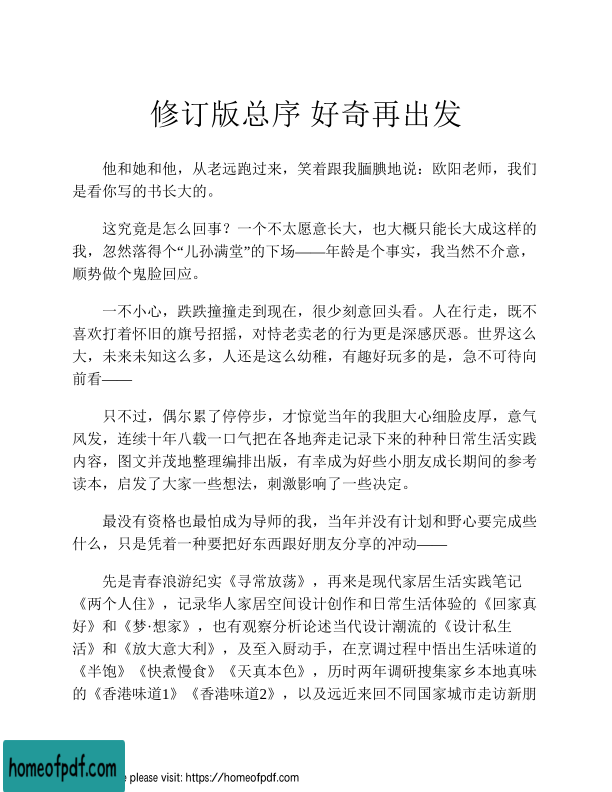 修订版总序 好奇再出发
他和她和他，从老远跑过来，笑着跟我腼腆地说：欧阳老师，我们
是看你写的书长大的。
这究竟是怎么回事？一个不太愿意长大，也大概只能长大成这样的
我，忽然落得个“儿孙满堂”的下场——年龄是个事实，我当然不介意，
顺势做个鬼脸回应。
一不小心，跌跌撞撞走到现在，很少刻意回头看。人在行走，既不
喜欢打着怀旧的旗号招摇，对恃老卖老的行为更是深感厌恶。世界这么
大，未来未知这么多，人还是这么幼稚，有趣好玩多的是，急不可待向
前看——
只不过，偶尔累了停停步，才惊觉当年的我胆大心细脸皮厚，意气
风发，连续十年八载一口气把在各地奔走记录下来的种种日常生活实践
内容，图文并茂地整理编排出版，有幸成为好些小朋友成长期间的参考
读本，启发了大家一些想法，刺激影响了一些决定。
最没有资格也最怕成为导师的我，当年并没有计划和野心要完成些
什么，只是凭着一种要把好东西跟好朋友分享的冲动——
先是青春浪游纪实《寻常放荡》，再来是现代家居生活实践笔记
《两个人住》，记录华人家居空间设计创作和日常生活体验的《回家真
好》和《梦·想家》，也有观察分析论述当代设计潮流的《设计私生
活》和《放大意大利》，及至入厨动手，在烹调过程中悟出生活味道的
《半饱》《快煮慢食》《天真本色》，历时两年调研搜集家乡本地真味
的《香港味道1》《香港味道2》，以及远近来回不同国家城市走访新朋
homeofpdf.com
e please visit: https://homeofpdf.com